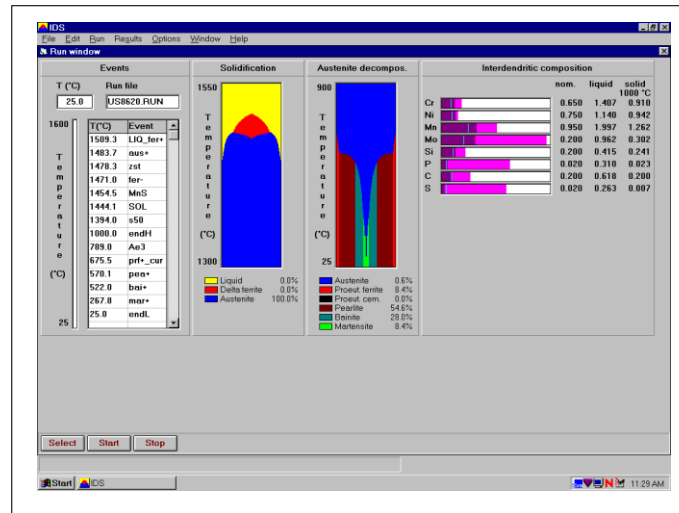 IDS
File Edit Run Results Options Window Help
Run window
Events
T (°C) Run file
25.0 US8620.RUN
1600
Temperature
(°C)
25
T(°C) Event
1509.3 LIQ_fer+
1483.7 aus+
1478.3 zst
1471.0 fer-
1454.5 MnS
1444.1 SOL
1394.0 s50
1000.0 endH
789.0 Ae3
675.5 prf+_cur
570.1 pea+
522.0 bai+
267.8 mar+
25.0 endL
Solidification
1550
Temperature
(°C)
1300
Liquid 0.0%
Delta ferrite 0.0%
Austenite 100.0%
Austenite decompos.
900
Temperature
(°C)
25
Austenite 0.6%
Proeut. ferrite 8.4%
Proeut. cem. 0.0%
Pearlite 54.6%
Bainite 28.0%
Martensite 8.4%
Interdendritic composition
nom. liquid solid
1000 °C
Cr 0.650 1.407 0.910
Ni 0.750 1.140 0.942
Mn 0.950 1.997 1.262
Mo 0.200 0.962 0.302
Si 0.200 0.415 0.241
P 0.020 0.310 0.023
C 0.200 0.618 0.200
S 0.020 0.263 0.007
Select Start Stop
Start IDS 11:29 AM